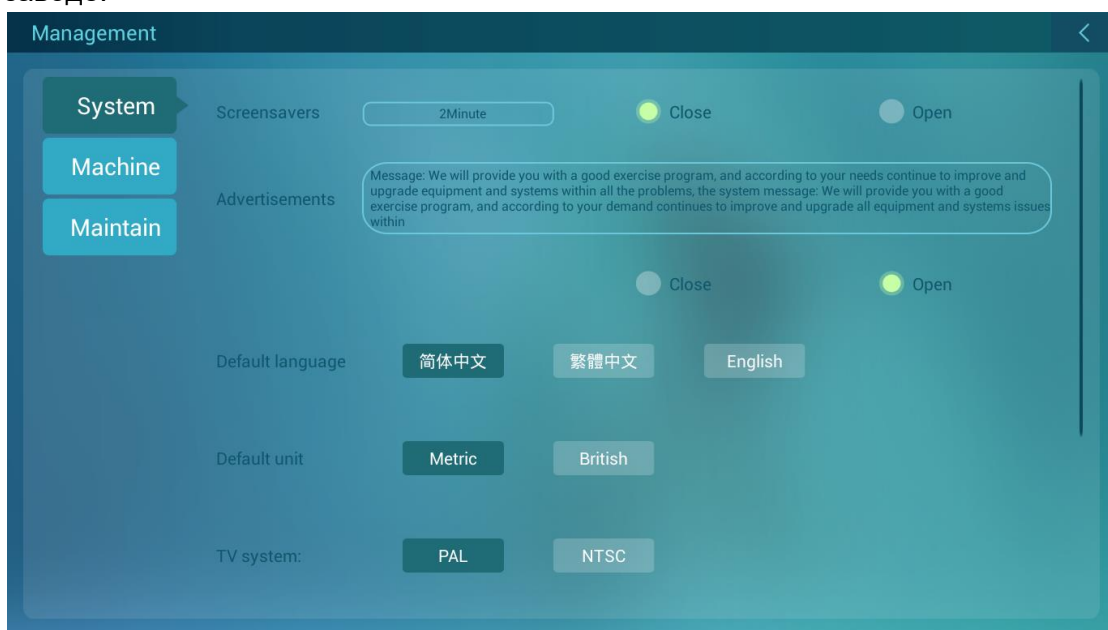 заводе.
Management
System
Screensavers 2Minute Close Open
Machine
Advertisements
Message: We will provide you with a good exercise program, and according to your needs continue to improve and
upgrade equipment and systems within all the problems, the system message: We will provide you with a good
exercise program, and according to your demand continues to improve and upgrade all equipment and systems issues
within
Maintain
Close Open
Default language 简体中文 繁體中文 English
Default unit Metric British
TV system: PAL NTSC